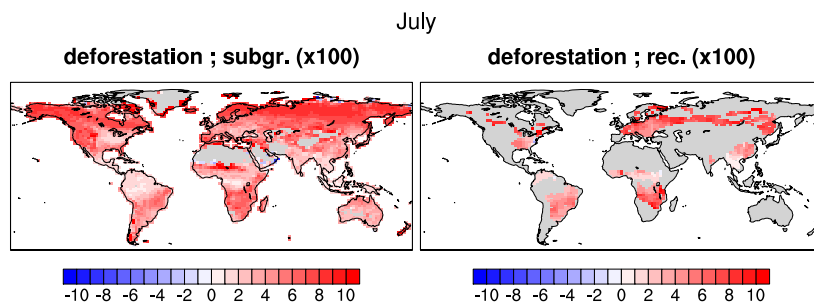 July
deforestation ; subgr. (x100)
deforestation ; rec. (x100)
-10 -8 -6 -4 -2 0 2 4 6 8 10
-10 -8 -6 -4 -2 0 2 4 6 8 10